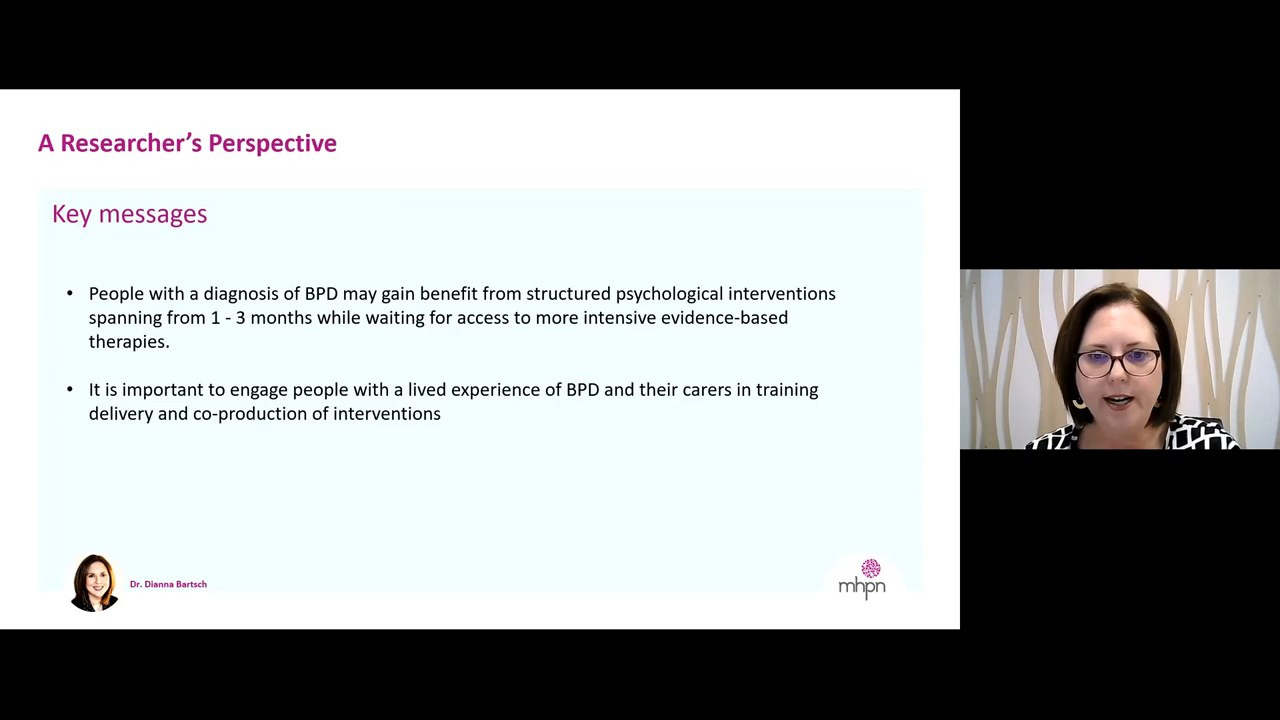 A Researcher’s Perspective
Key messages
• People with a diagnosis of BPD may gain benefit from structured psychological interventions
spanning from 1 - 3 months while waiting for access to more intensive evidence-based
therapies.
• It is important to engage people with a lived experience of BPD and their carers in training
delivery and co-production of interventions
Dr. Dianna Bartsch
mhpn